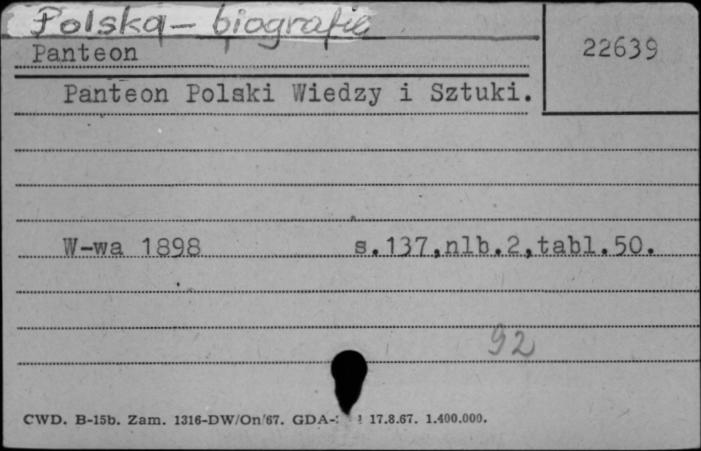 Polska – biografie
Panteon
22639
Panteon Polski Wiedzy i Sztuki.
W-wa 1898 s.137,nlb.2,tabl.50.
92
CWD. B-15b. Zam. 1316-DW/On/67. GDA- 17.8.67. 1.400.000.